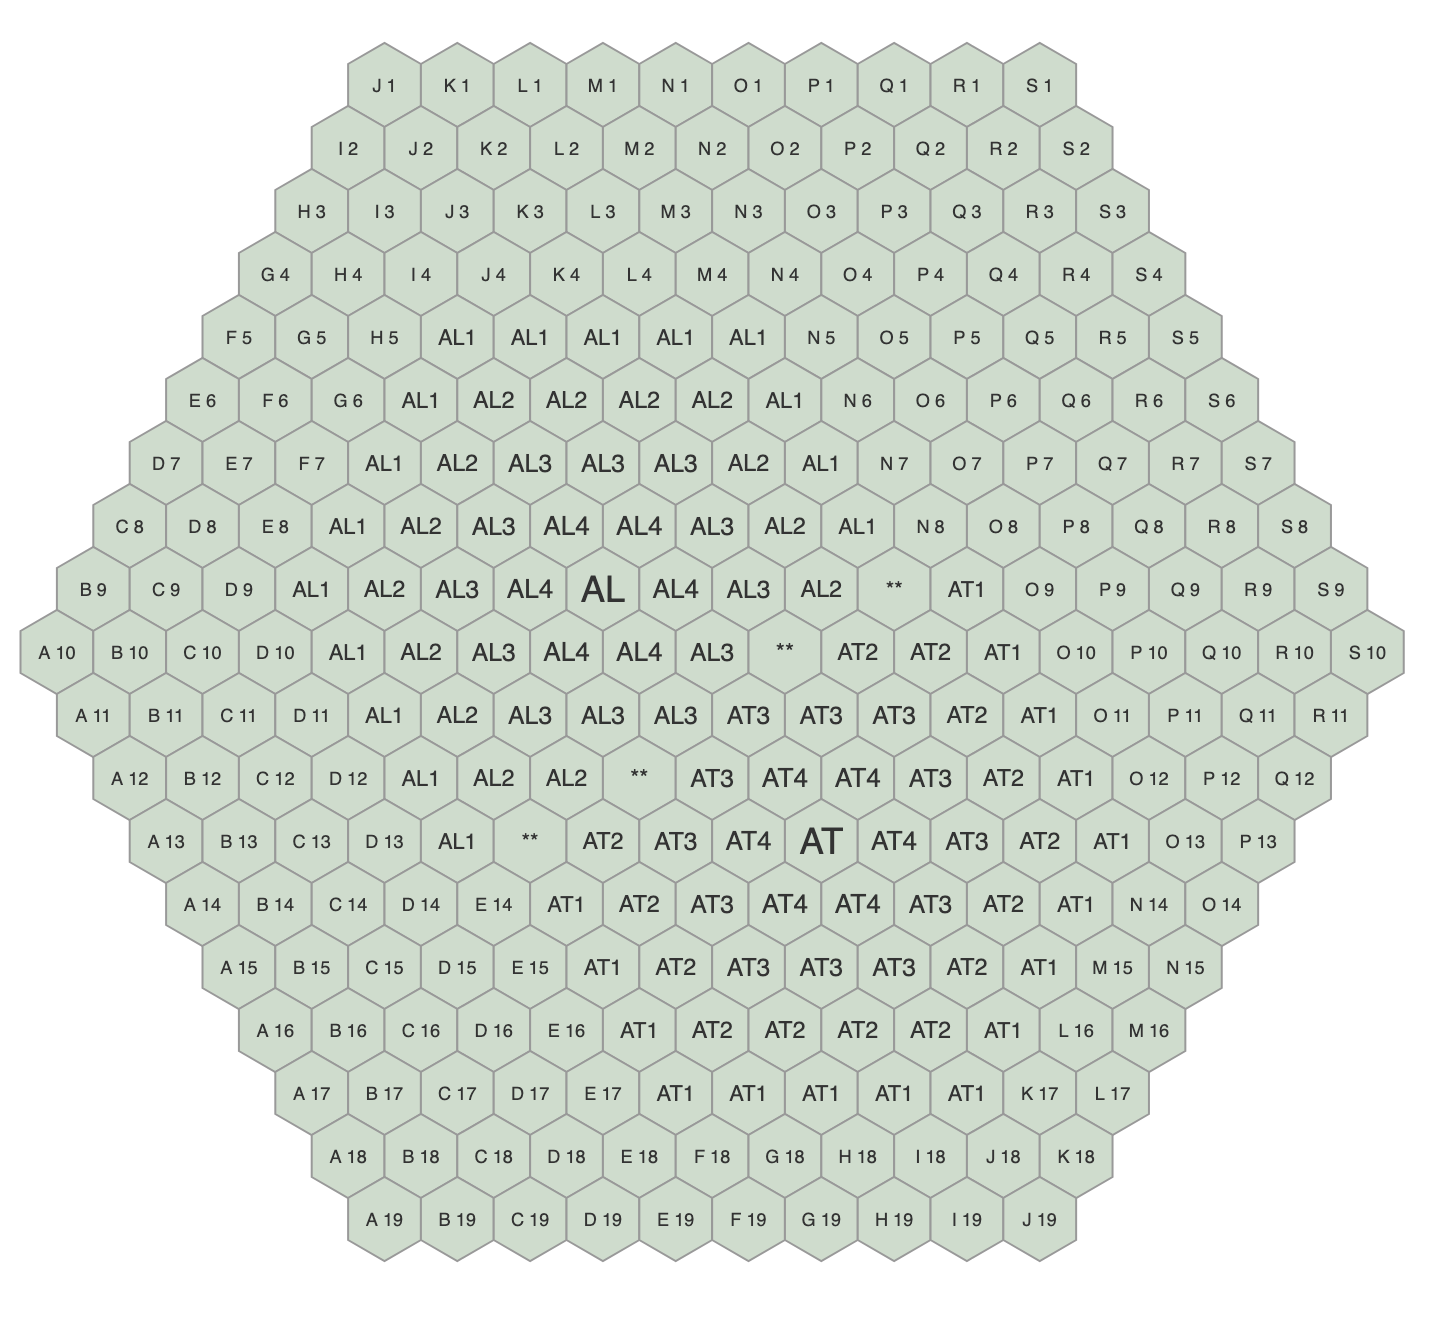 J 1 K 1 L 1 M 1 N 1 O 1 P 1 Q 1 R 1 S 1
I 2 J 2 K 2 L 2 M 2 N 2 O 2 P 2 Q 2 R 2 S 2
H 3 I 3 J 3 K 3 L 3 M 3 N 3 O 3 P 3 Q 3 R 3 S 3
G 4 H 4 I 4 J 4 K 4 L 4 M 4 N 4 O 4 P 4 Q 4 R 4 S 4
F 5 G 5 H 5 AL1 AL1 AL1 AL1 AL1 N 5 O 5 P 5 Q 5 R 5 S 5
E 6 F 6 G 6 AL1 AL2 AL2 AL2 AL2 AL1 N 6 O 6 P 6 Q 6 R 6 S 6
D 7 E 7 F 7 AL1 AL2 AL3 AL3 AL3 AL2 AL1 N 7 O 7 P 7 Q 7 R 7 S 7
C 8 D 8 E 8 AL1 AL2 AL3 AL4 AL4 AL3 AL2 AL1 N 8 O 8 P 8 Q 8 R 8 S 8
B 9 C 9 D 9 AL1 AL2 AL3 AL4 AL AL4 AL3 AL2 ** AT1 O 9 P 9 Q 9 R 9 S 9
A 10 B 10 C 10 D 10 AL1 AL2 AL3 AL4 AL4 AL3 ** AT2 AT2 AT1 O 10 P 10 Q 10 R 10 S 10
A 11 B 11 C 11 D 11 AL1 AL2 AL3 AL3 AL3 AT3 AT3 AT3 AT2 AT1 O 11 P 11 Q 11 R 11
A 12 B 12 C 12 D 12 AL1 AL2 AL2 ** AT3 AT4 AT4 AT3 AT2 AT1 O 12 P 12 Q 12
A 13 B 13 C 13 D 13 AL1 ** AT2 AT3 AT4 AT AT4 AT3 AT2 AT1 O 13 P 13
A 14 B 14 C 14 D 14 E 14 AT1 AT2 AT3 AT4 AT4 AT3 AT2 AT1 N 14 O 14
A 15 B 15 C 15 D 15 E 15 AT1 AT2 AT3 AT3 AT3 AT2 AT1 M 15 N 15
A 16 B 16 C 16 D 16 E 16 AT1 AT2 AT2 AT2 AT2 AT1 L 16 M 16
A 17 B 17 C 17 D 17 E 17 AT1 AT1 AT1 AT1 AT1 K 17 L 17
A 18 B 18 C 18 D 18 E 18 F 18 G 18 H 18 I 18 J 18 K 18
A 19 B 19 C 19 D 19 E 19 F 19 G 19 H 19 I 19 J 19